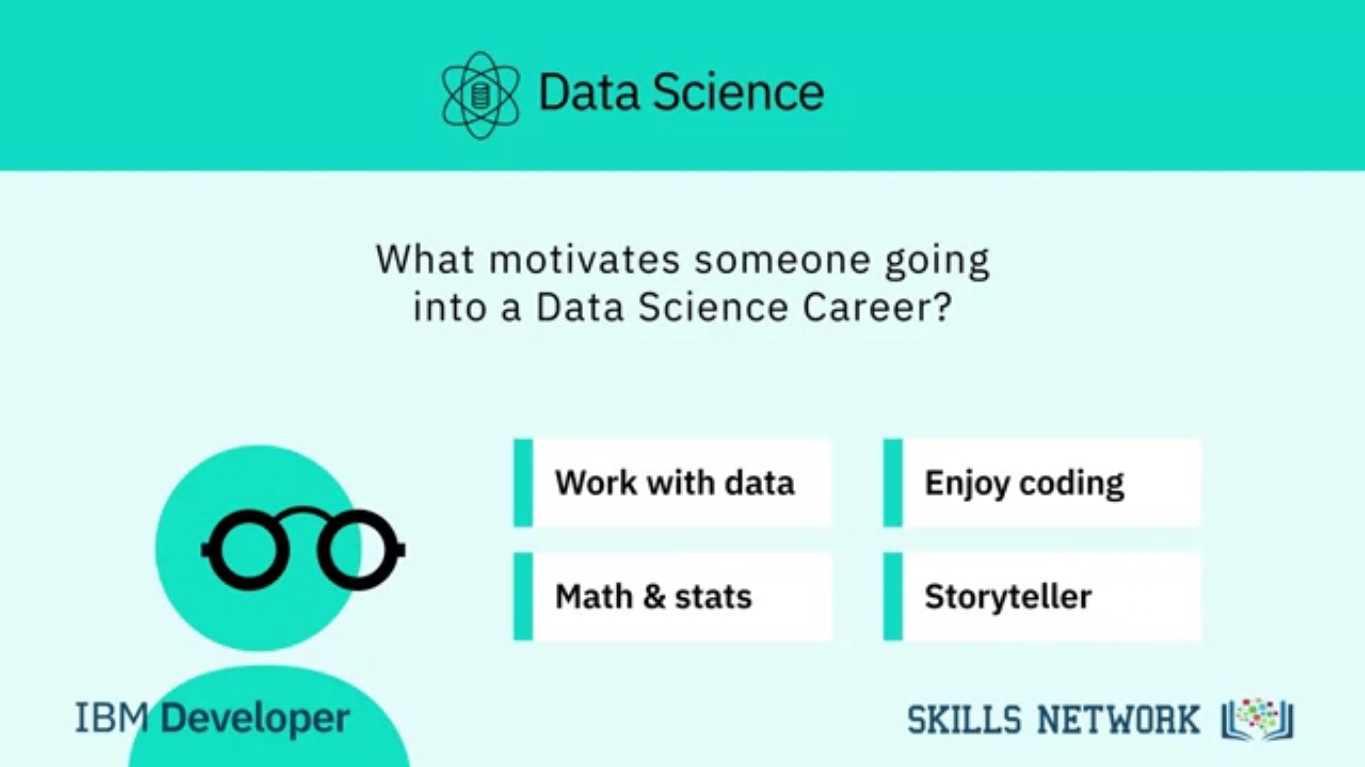 Data Science
What motivates someone going
into a Data Science Career?
Work with data
Enjoy coding
Math & stats
Storyteller
IBM Developer
SKILLS NETWORK